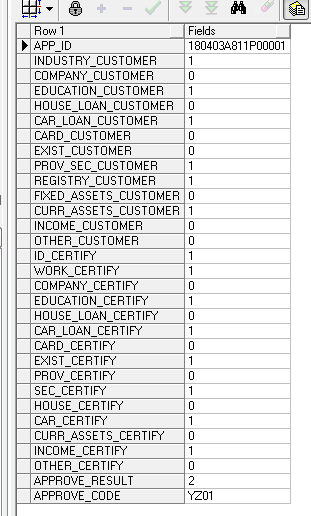 Row 1 Fields
APP_ID 180403A811P00001
INDUSTRY_CUSTOMER 1
COMPANY_CUSTOMER 0
EDUCATION_CUSTOMER 1
HOUSE_LOAN_CUSTOMER 0
CAR_LOAN_CUSTOMER 1
CARD_CUSTOMER 0
EXIST_CUSTOMER 0
PROV_SEC_CUSTOMER 1
REGISTRY_CUSTOMER 1
FIXED_ASSETS_CUSTOMER 0
CURR_ASSETS_CUSTOMER 1
INCOME_CUSTOMER 0
OTHER_CUSTOMER 0
ID_CERTIFY 1
WORK_CERTIFY 1
COMPANY_CERTIFY 0
EDUCATION_CERTIFY 1
HOUSE_LOAN_CERTIFY 0
CAR_LOAN_CERTIFY 1
CARD_CERTIFY 0
EXIST_CERTIFY 1
PROV_CERTIFY 0
SEC_CERTIFY 1
HOUSE_CERTIFY 0
CAR_CERTIFY 1
CURR_ASSETS_CERTIFY 0
INCOME_CERTIFY 1
OTHER_CERTIFY 0
APPROVE_RESULT 2
APPROVE_CODE YZ01